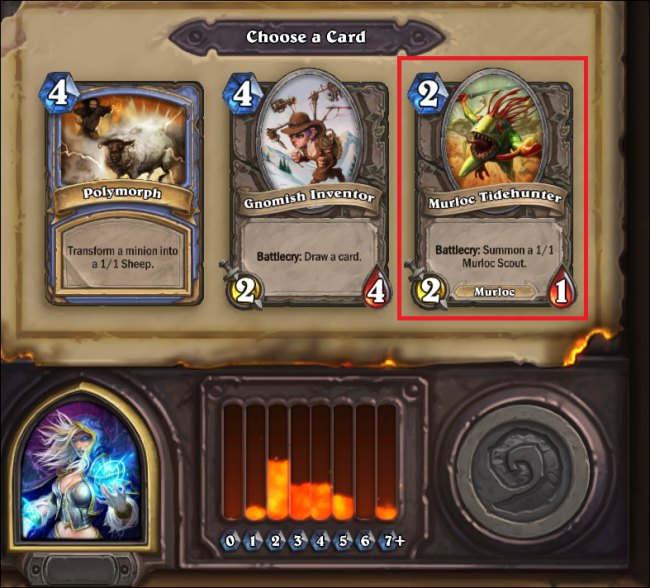 Choose a Card
4
4
2
Polymorph
Gnomish Inventor
Murloc Tidehunter
Transform a minion into
a 1/1 Sheep.
Battlecry: Draw a card.
Battlecry: Summon a 1/1
Murloc Scout.
2
4
2
Murloc
1
0 1 2 3 4 5 6 7+